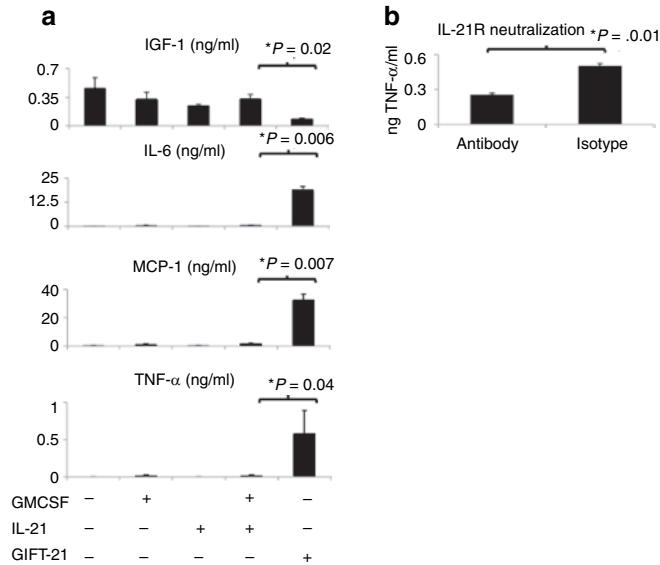 a
IGF-1 (ng/ml)
*P = 0.02
0.7
0.35
0
IL-6 (ng/ml)
*P = 0.006
25
12.5
0
MCP-1 (ng/ml)
*P = 0.007
40
20
0
TNF-α (ng/ml)
*P = 0.04
1
0.5
0
GMCSF – + – + –
IL-21 – – + + –
GIFT-21 – – – – +
b
IL-21R neutralization *P = .01
ng TNF-α/ml
0.6
0.3
0
Antibody Isotype